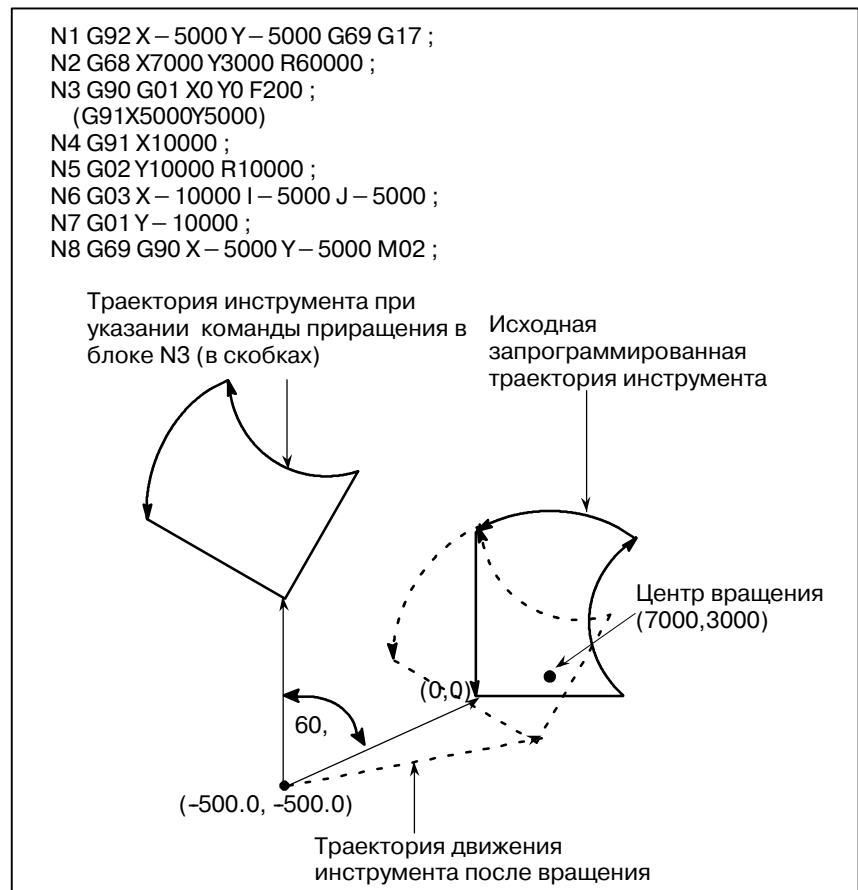 N1 G92 X – 5000 Y – 5000 G69 G17 ;
N2 G68 X7000 Y3000 R60000 ;
N3 G90 G01 X0 Y0 F200 ;
(G91X5000Y5000)
N4 G91 X10000 ;
N5 G02 Y10000 R10000 ;
N6 G03 X – 10000 I – 5000 J – 5000 ;
N7 G01 Y – 10000 ;
N8 G69 G90 X – 5000 Y – 5000 M02 ;
Траектория инструмента при
указании команды приращения в
блоке N3 (в скобках)
Исходная
запрограммированная
траектория инструмента
Центр вращения
(7000,3000)
(0,0)
60,
(-500.0, -500.0)
Траектория движения
инструмента после вращения